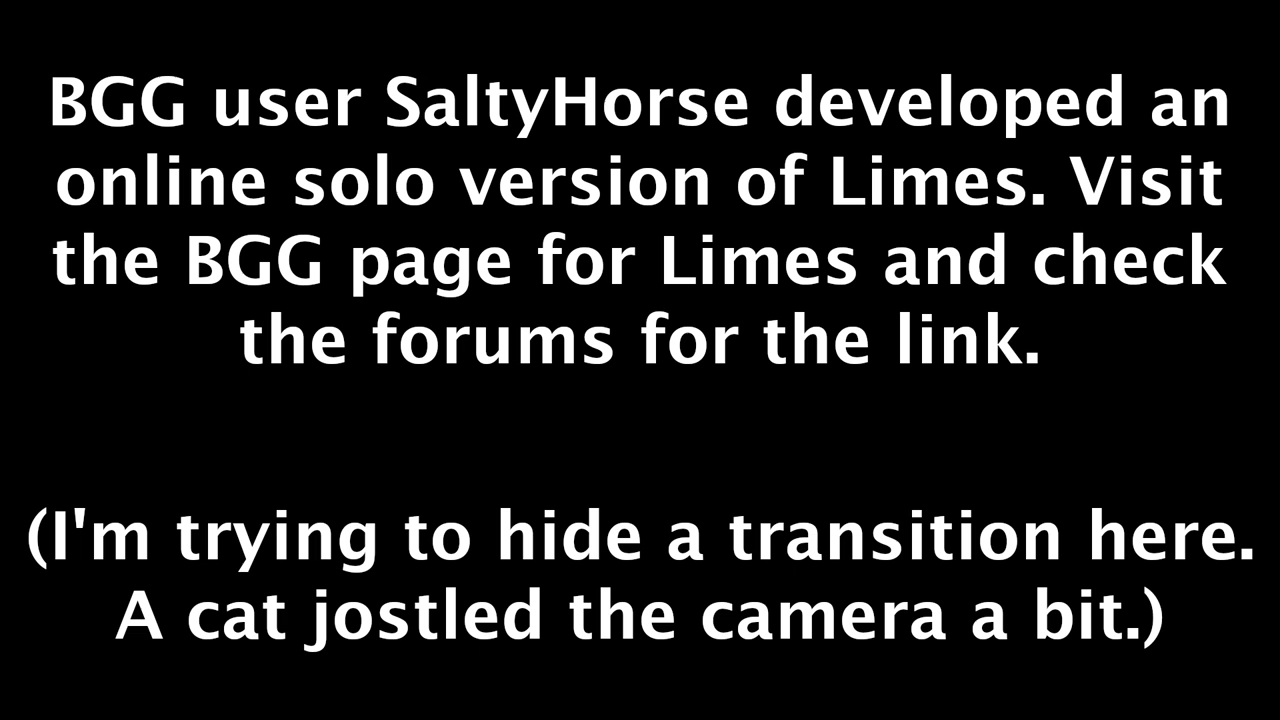 BGG user SaltyHorse developed an
online solo version of Limes. Visit
the BGG page for Limes and check
the forums for the link.
(I'm trying to hide a transition here.
A cat jostled the camera a bit.)